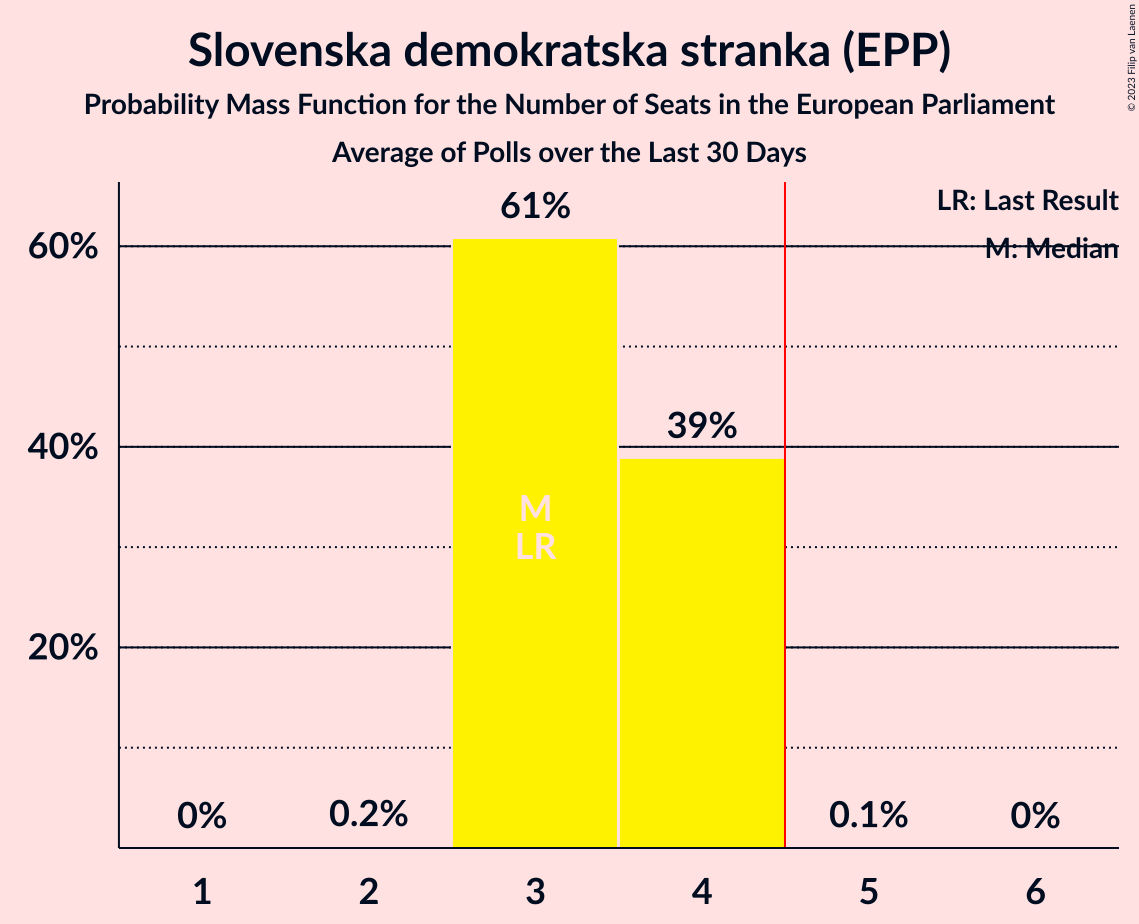 Slovenska demokratska stranka (EPP)
Probability Mass Function for the Number of Seats in the European Parliament
Average of Polls over the Last 30 Days
© 2023 Filip van Laenen
LR: Last Result
M: Median
61%
60%
39%
40%
M
LR
20%
0%
0.2%
0.1%
0%
1
2
3
4
5
6